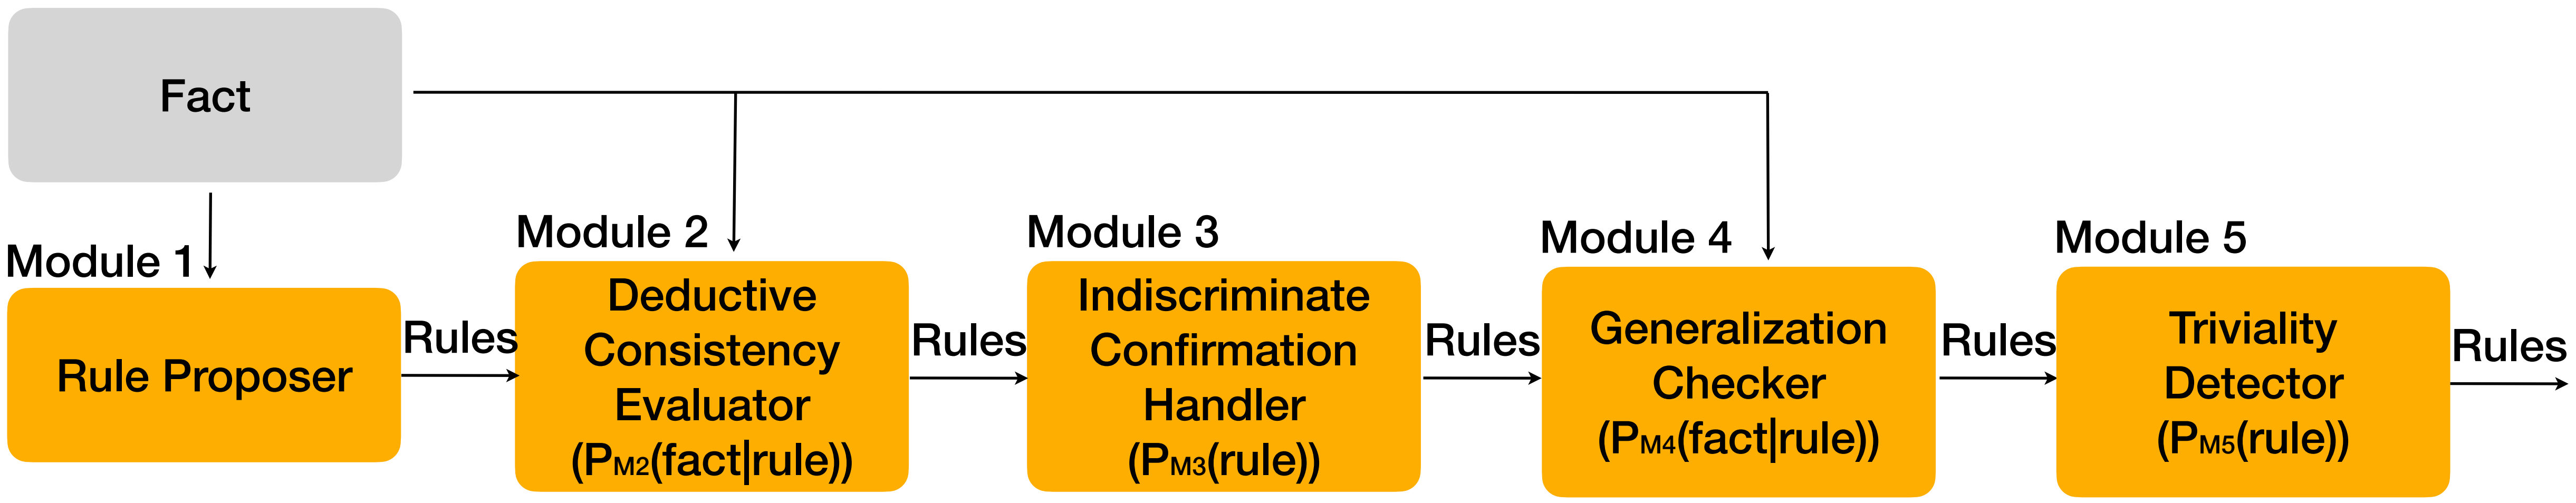 Fact
Module 1
Rule Proposer
Rules
Module 2
Deductive
Consistency
Evaluator
(PM2(fact|rule))
Rules
Module 3
Indiscriminate
Confirmation
Handler
(PM3(rule))
Rules
Module 4
Generalization
Checker
(PM4(fact|rule))
Rules
Module 5
Triviality
Detector
(PM5(rule))
Rules